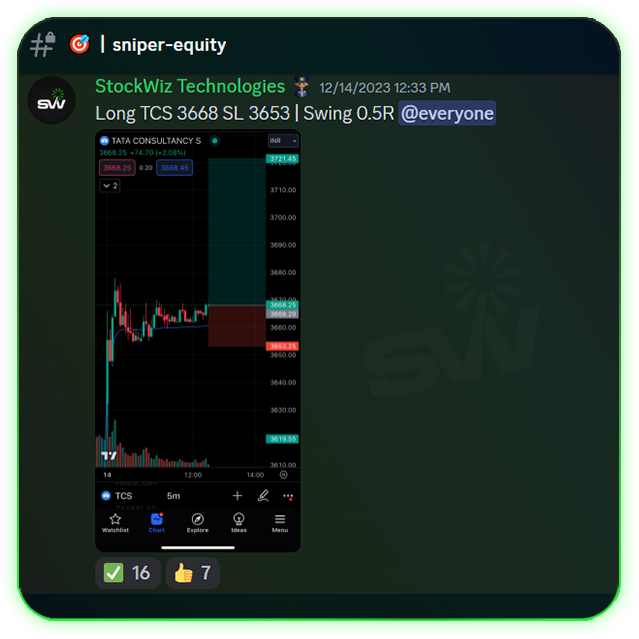 # | sniper-equity
SW
StockWiz Technologies 12/14/2023 12:33 PM
Long TCS 3668 SL 3653 | Swing 0.5R @everyone
TATA CONSULTANCY S
INR
3668.25 +74.70 (+2.08%)
3668.25 0.20 3668.45
2
3721.45
3710.00
3700.00
3690.00
3680.00
3670.00
3668.25
3668.20
3660.00
3653.25
3650.00
3640.00
3630.00
3619.55
3610.00
14 12:00 14:00
TCS 5m
Watchlist Chart Explore Ideas Menu
16 7
SW